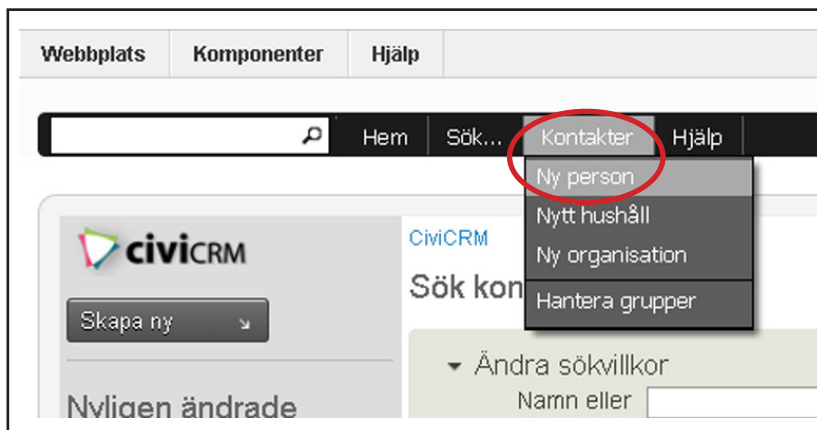 Webbplats Komponenter Hjälp
Hem Sök... Kontakter Hjälp
Ny person
Nytt hushåll
Ny organisation
Hantera grupper
CiviCRM
CiviCRM
Sök kon
Skapa ny
Ändra sökvillkor
Namn eller
Nyligen ändrade